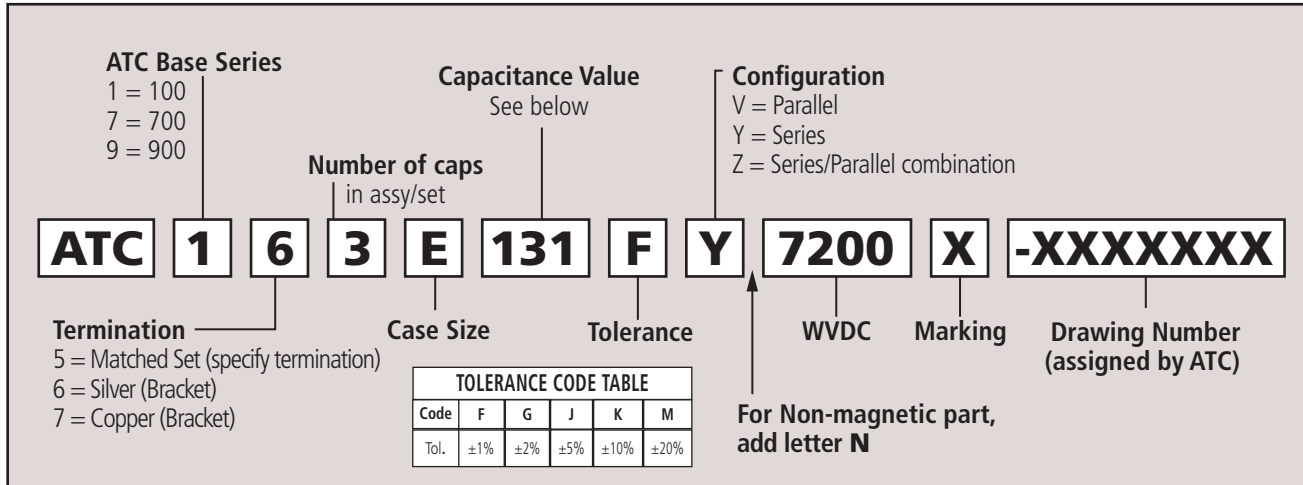 ATC Base Series
1 = 100
7 = 700
9 = 900
Number of caps
in assy/set
Capacitance Value
See below
Configuration
V = Parallel
Y = Series
Z = Series/Parallel combination
ATC 1 6 3 E 131 F Y 7200 X -XXXXXXX
Termination
5 = Matched Set (specify termination)
6 = Silver (Bracket)
7 = Copper (Bracket)
Case Size
Tolerance
WVDC
Marking
Drawing Number
(assigned by ATC)
TOLERANCE CODE TABLE
Code F G J K M
Tol. ±1% ±2% ±5% ±10% ±20%
For Non-magnetic part,
add letter N